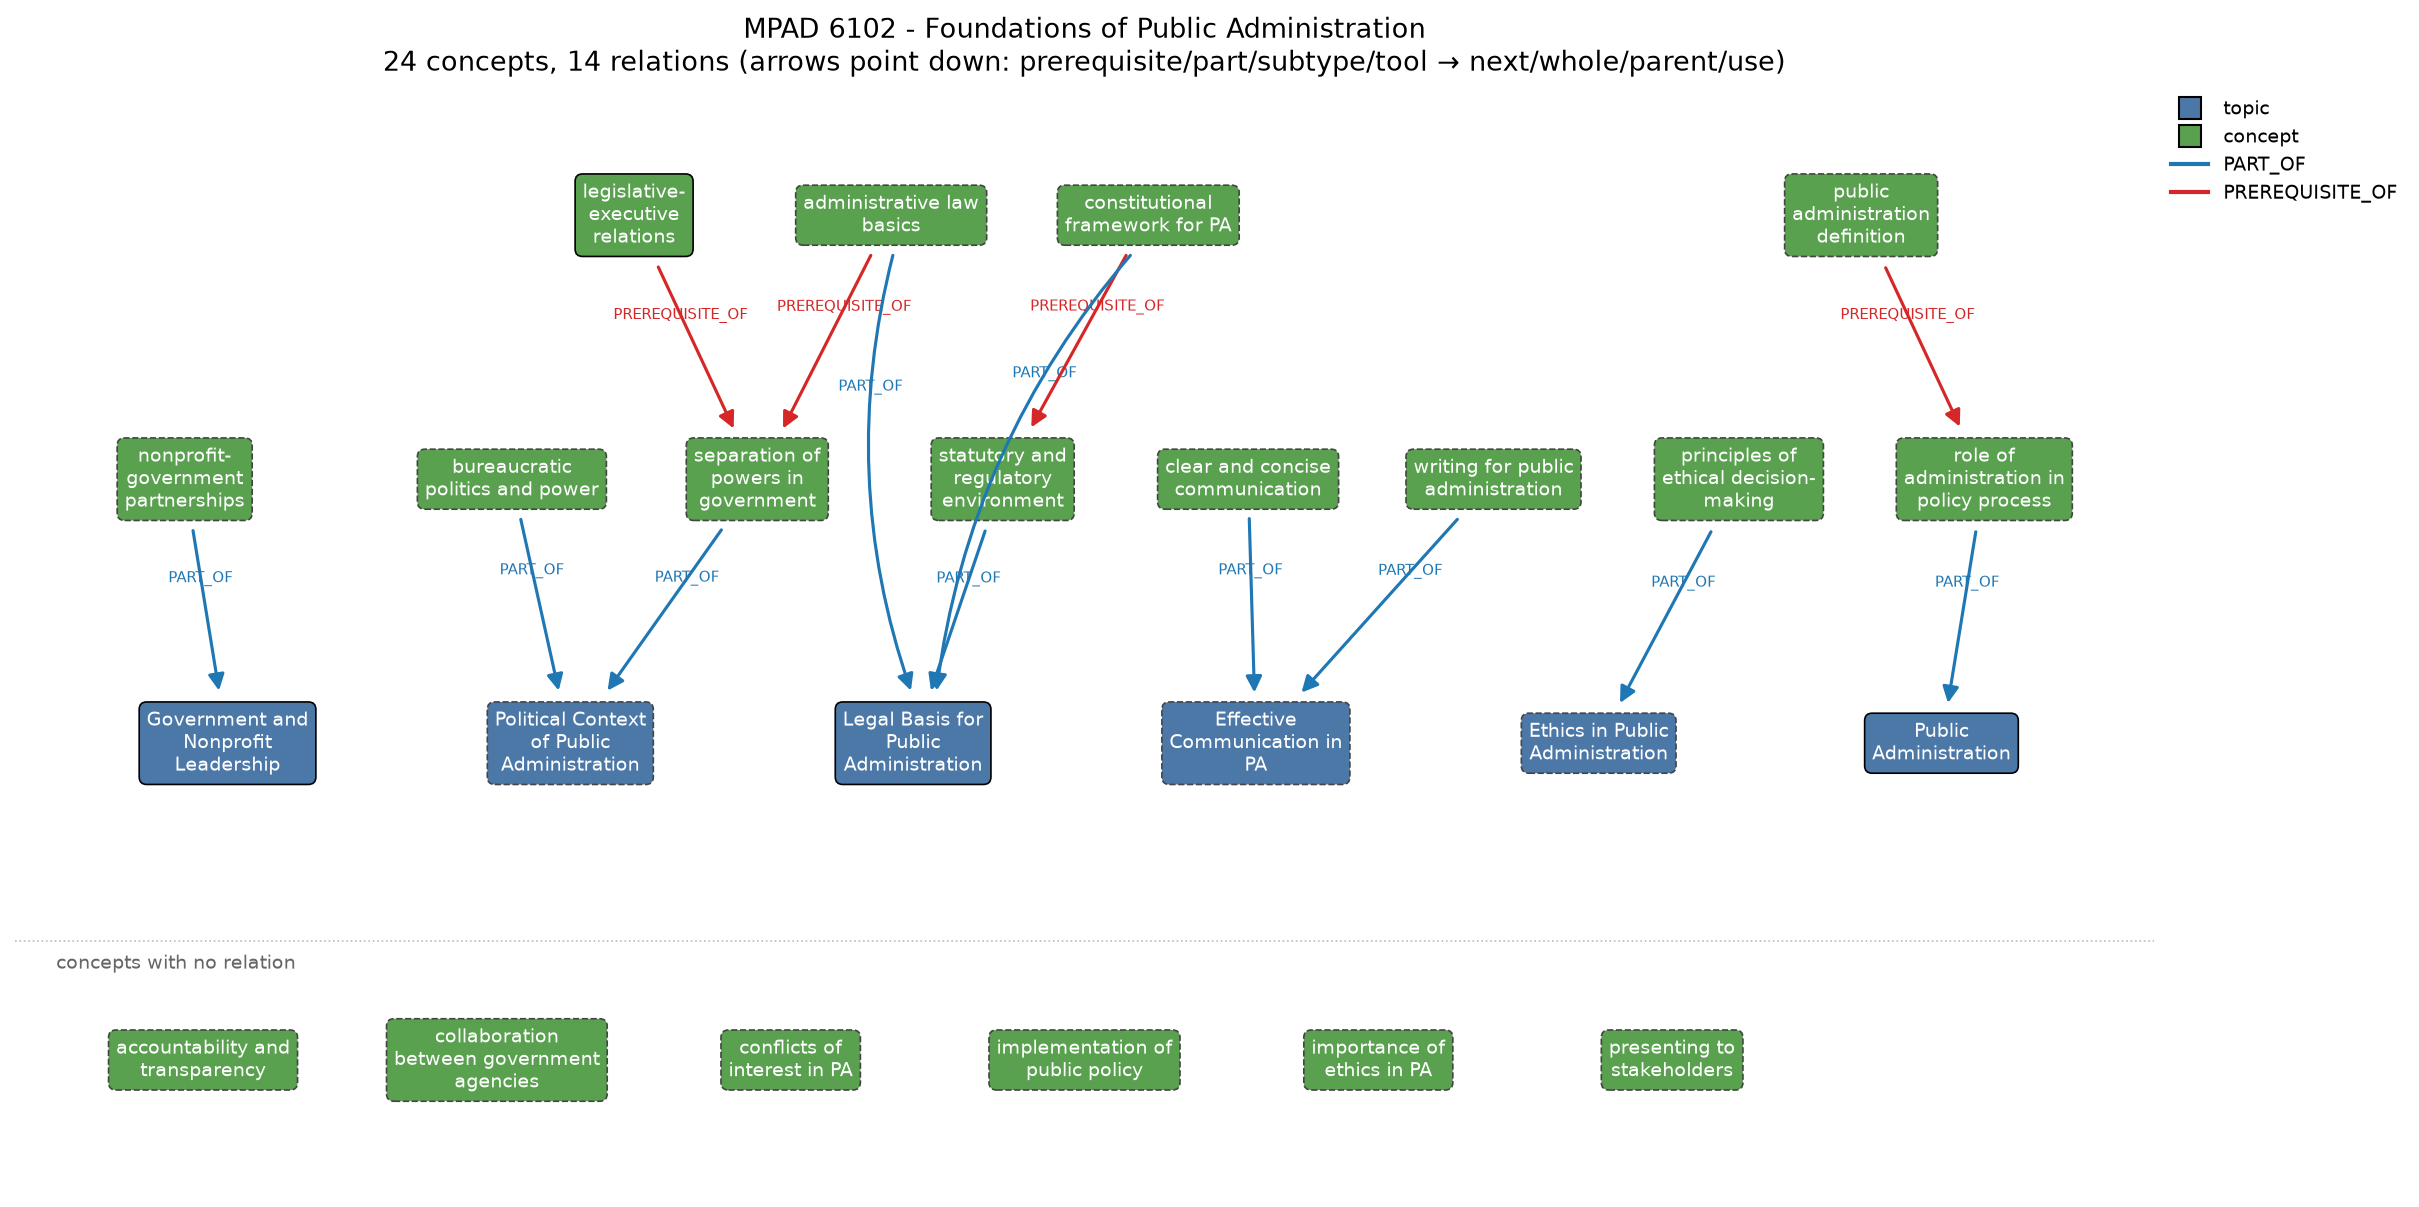 MPAD 6102 - Foundations of Public Administration
24 concepts, 14 relations (arrows point down: prerequisite/part/subtype/tool → next/whole/parent/use)
topic
concept
PART_OF
PREREQUISITE_OF
legislative-
executive
relations
administrative law
basics
constitutional
framework for PA
public
administration
definition
PREREQUISITE_OF
PREREQUISITE_OF
PREREQUISITE_OF
PREREQUISITE_OF
PART_OF
PART_OF
nonprofit-
government
partnerships
bureaucratic
politics and power
separation of
powers in
government
statutory and
regulatory
environment
clear and concise
communication
writing for public
administration
principles of
ethical decision-
making
role of
administration in
policy process
PART_OF
PART_OF
PART_OF
PART_OF
PART_OF
PART_OF
PART_OF
PART_OF
Government and
Nonprofit
Leadership
Political Context
of Public
Administration
Legal Basis for
Public
Administration
Effective
Communication in
PA
Ethics in Public
Administration
Public
Administration
concepts with no relation
accountability and
transparency
collaboration
between government
agencies
conflicts of
interest in PA
implementation of
public policy
importance of
ethics in PA
presenting to
stakeholders